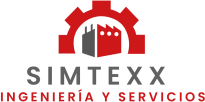 SIMTEXX
INGENIERÍA Y SERVICIOS